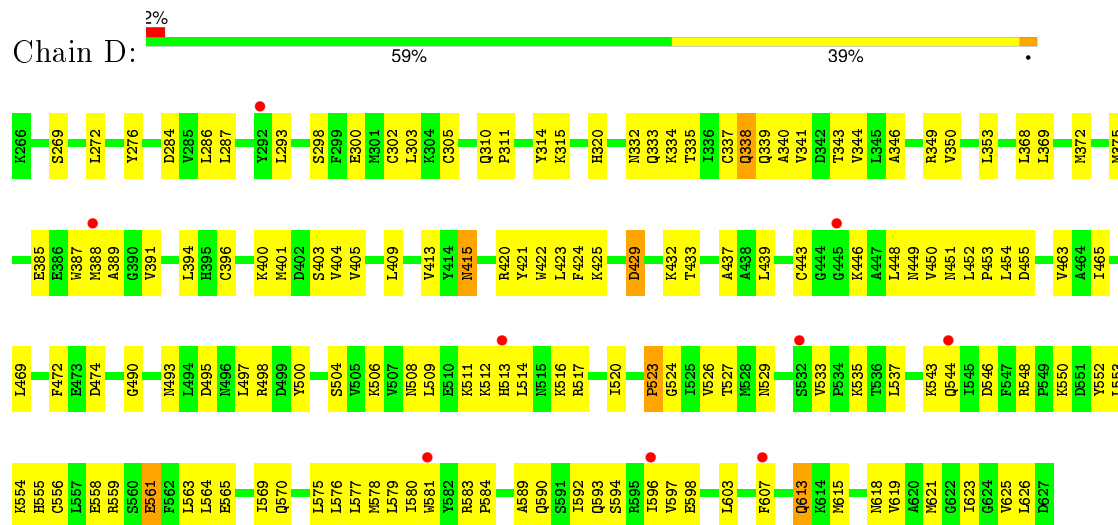 2%
Chain D:
59% 39% •
K266 S269 L272 Y276 D284 V285 L286 L287 Y292 L293 S298 F299 E300 M301 C302 L303 K304 C305 Q310 P311 Y314 K315 H320 N332 Q333 K334 T335 I336 C337 Q338 Q339 A340 V341 D342 T343 V344 L345 A346 R349 V350 L353 L368 L369 M372 M375
E385 E386 W387 M388 A389 G390 V391 L394 H395 C396 K400 M401 D402 S403 V404 V405 L409 V413 Y414 N415 R420 Y421 W422 L423 F424 K425 D429 K432 T433 A437 A438 L439 C443 G444 G445 K446 A447 L448 N449 V450 N451 L452 P453 L454 D455 V463 A464 I465
L469 F472 E473 D474 G490 N493 L494 D495 N496 L497 R498 D499 Y500 S504 V505 K506 V507 N508 L509 E510 K511 K512 H513 L514 N515 K516 R517 I520 P523 G524 I525 V526 T527 M528 N529 S532 V533 P534 K535 T536 L537 K543 Q544 I545 D546 F547 R548 P549 K550 D551 Y552
K554 H555 C556 L557 E558 R559 S560 E561 F562 L563 L564 E565 I569 Q570 L575 L576 L577 M578 L579 I580 W581 Y582 R583 P584 A589 Q590 S591 I592 Q593 S594 R595 I596 V597 E598 L603 F607 Q613 K614 M615 N618 V619 A620 M621 G622 I623 G624 V625 L626 D627